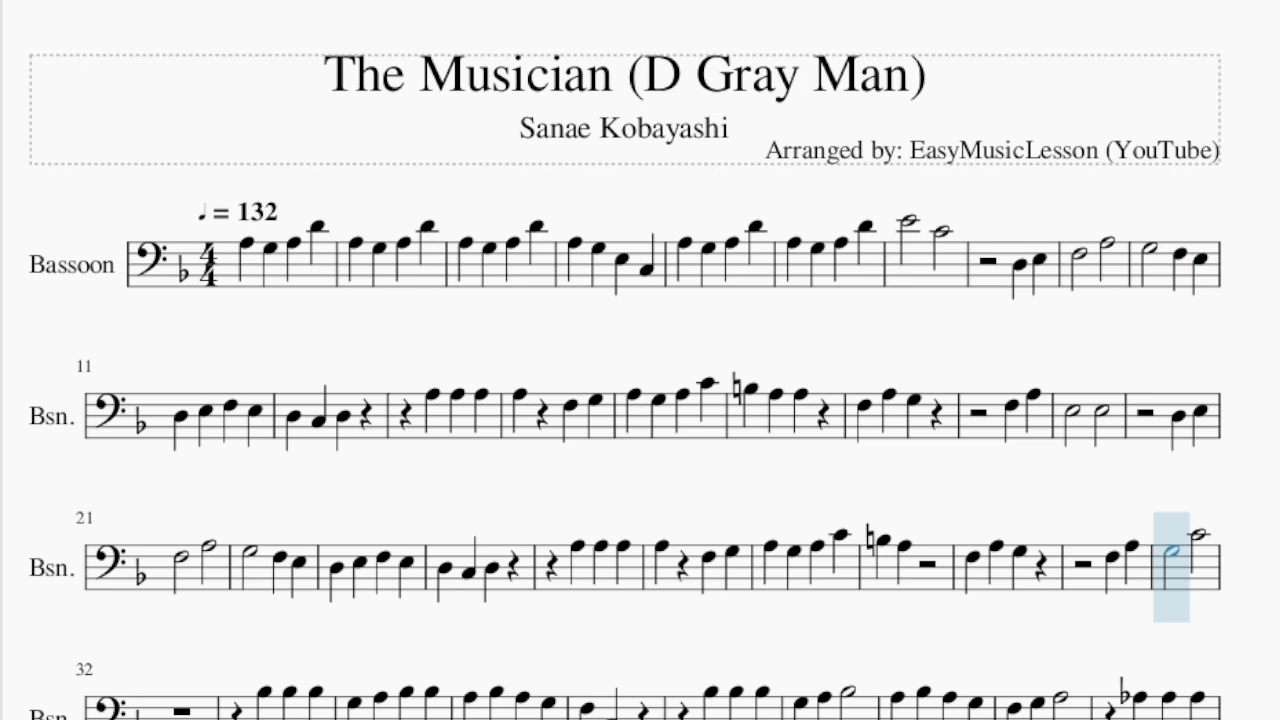 The Musician (D Gray Man)
Sanae Kobayashi
Arranged by: EasyMusicLesson (YouTube)
♩ = 132
Bassoon
11
Bsn.
21
Bsn.
32
Bsn.